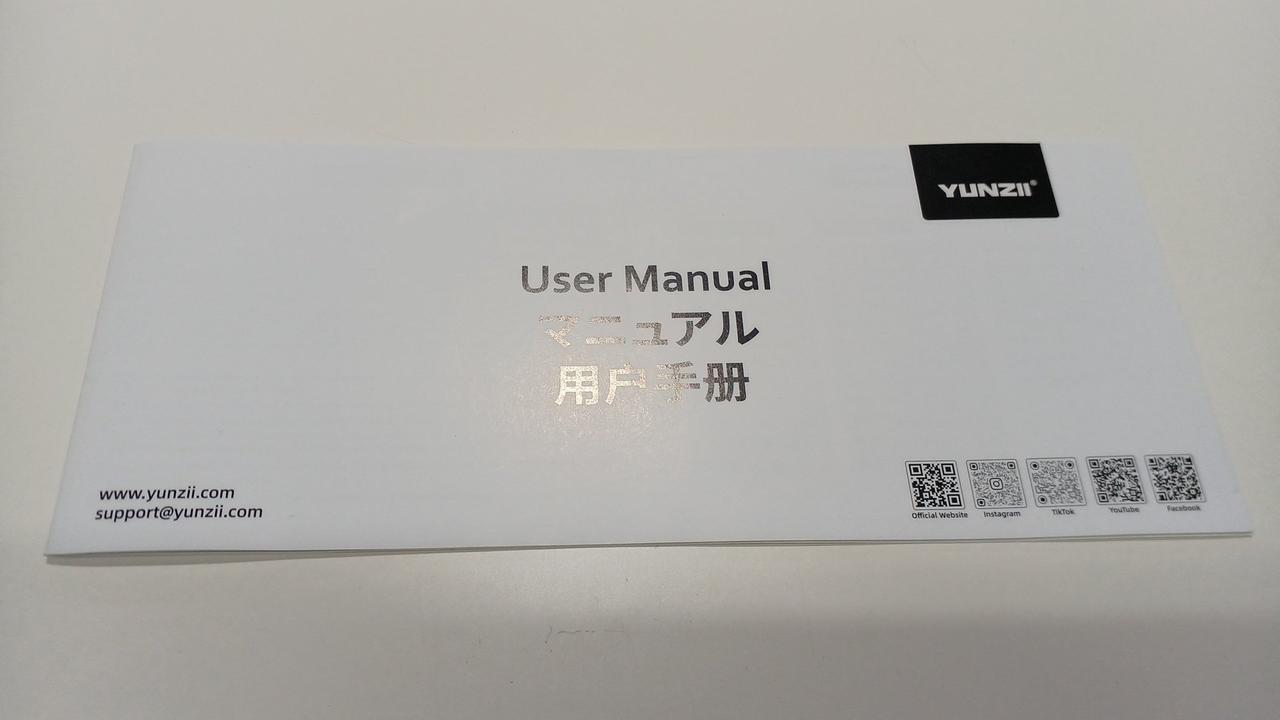 YUNZII®
User Manual
マニュアル
用户手册
www.yunzii.com
support@yunzii.com
Official Website
Instagram
TikTok
YouTube
Facebook